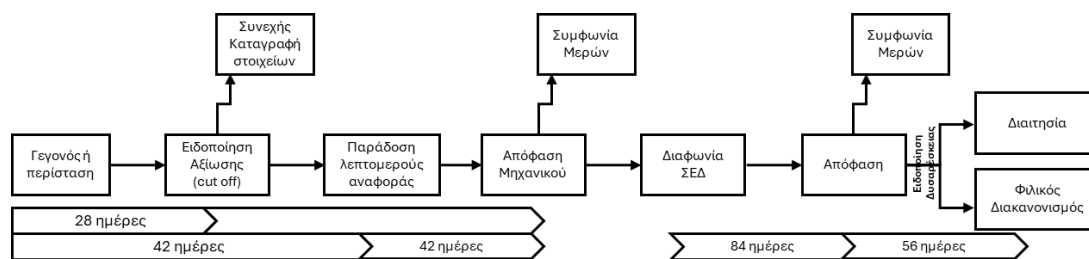 Συνεχής
Καταγραφή
στοιχείων
Συμφωνία
Μερών
Συμφωνία
Μερών
Γεγονός ή
περίσταση
Ειδοποίηση
Αξίωσης
(cut off)
Παράδοση
λεπτομερούς
αναφοράς
Απόφαση
Μηχανικού
Διαφωνία
ΣΕΔ
Απόφαση
Ειδοποίηση
Δυσαρέσκειας
Διαιτησία
Φιλικός
Διακανονισμός
28 ημέρες
42 ημέρες
42 ημέρες
84 ημέρες
56 ημέρες